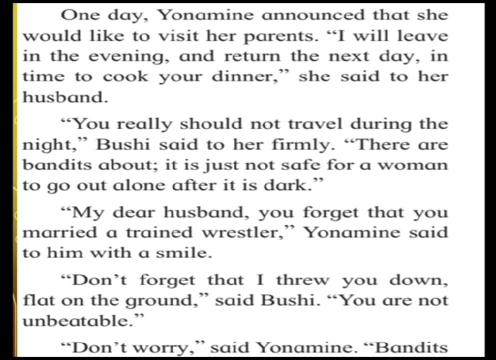 One day, Yonamine announced that she
would like to visit her parents. “I will leave
in the evening, and return the next day, in
time to cook your dinner,” she said to her
husband.
“You really should not travel during the
night,” Bushi said to her firmly. “There are
bandits about; it is just not safe for a woman
to go out alone after it is dark.”
“My dear husband, you forget that you
married a trained wrestler,” Yonamine said
to him with a smile.
“Don’t forget that I threw you down,
flat on the ground,” said Bushi. “You are not
unbeatable.”
“Don’t worry,” said Yonamine. “Bandits